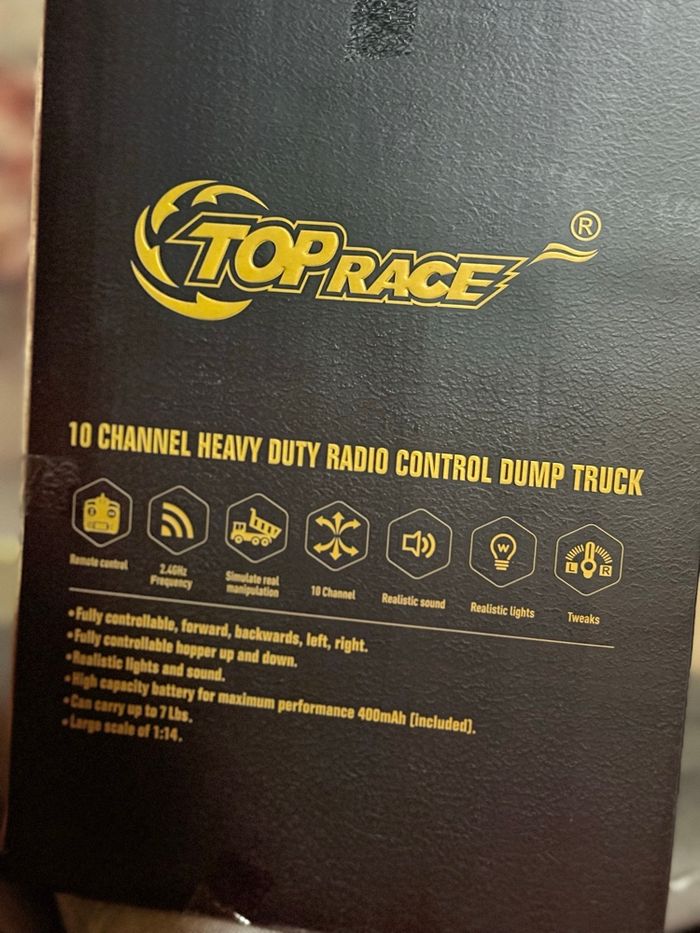 TOP RACE ®
10 CHANNEL HEAVY DUTY RADIO CONTROL DUMP TRUCK
W
L R
Remote control
2.4GHz
Frequency
Simulate real
manipulation
10 Channel
Realistic sound
Realistic lights
Tweaks
•Fully controllable, forward, backwards, left, right.
•Fully controllable hopper up and down.
•Realistic lights and sound.
•High capacity battery for maximum performance 400mAh (included).
•Can carry up to 7 Lbs.
•Large scale of 1:14.